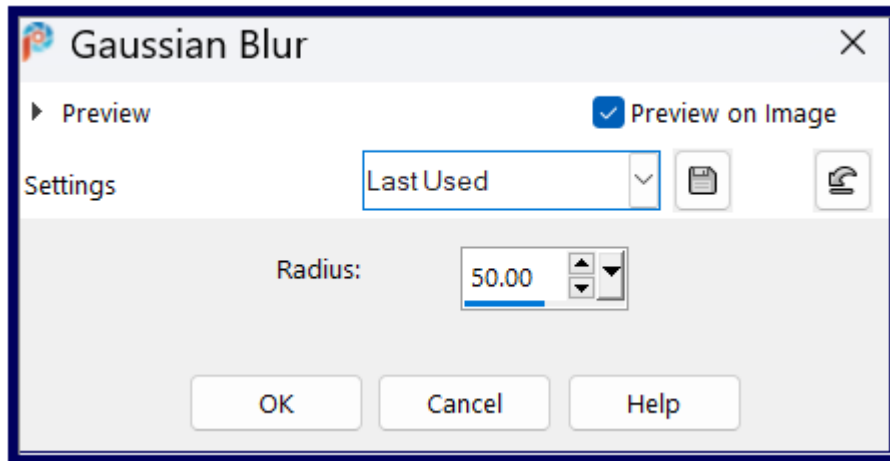 Gaussian Blur
Preview
Preview on Image
Settings
Last Used
Radius:
50.00
OK
Cancel
Help